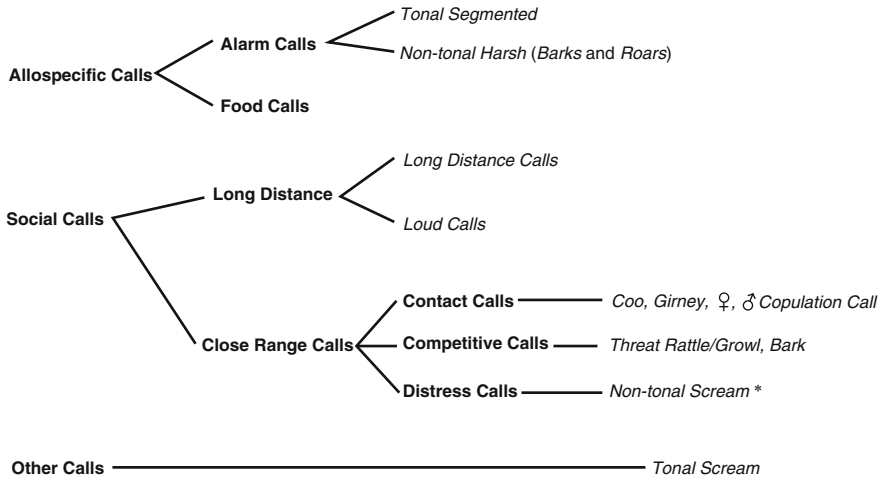 Tonal Segmented
Alarm Calls
Non-tonal Harsh (Barks and Roars)
Allospecific Calls
Food Calls
Long Distance Calls
Long Distance
Social Calls
Loud Calls
Contact Calls
Coo, Girney, ♀, ♂ Copulation Call
Close Range Calls
Competitive Calls
Threat Rattle/Growl, Bark
Distress Calls
Non-tonal Scream *
Other Calls
Tonal Scream